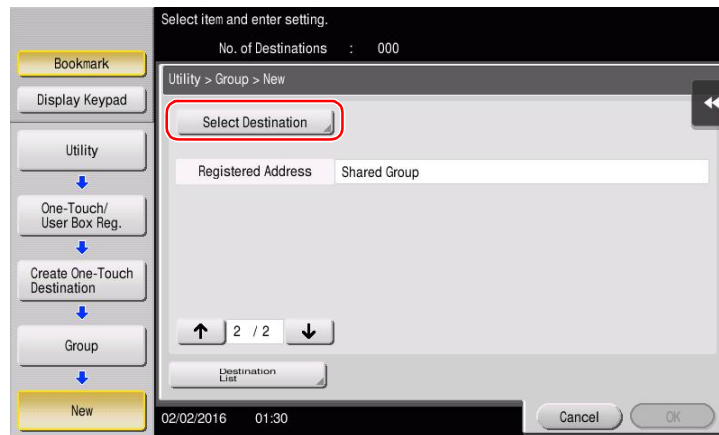 Select item and enter setting.
No. of Destinations : 000
Bookmark
Display Keypad
Utility
One-Touch/
User Box Reg.
Create One-Touch
Destination
Group
New
Utility > Group > New
Select Destination
Registered Address Shared Group
2 / 2
Destination
List
02/02/2016 01:30
Cancel
OK